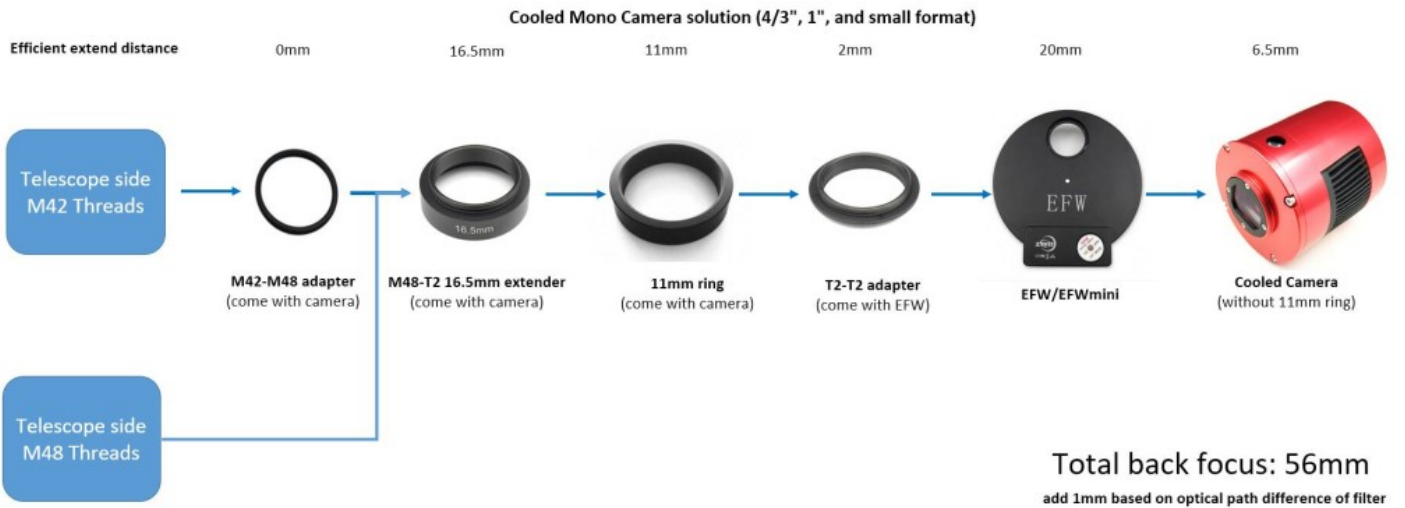 Cooled Mono Camera solution (4/3", 1", and small format)
Efficient extend distance
0mm
16.5mm
11mm
2mm
20mm
6.5mm
Telescope side
M42 Threads
16.5mm
EFW
M42-M48 adapter
(come with camera)
M48-T2 16.5mm extender
(come with camera)
11mm ring
(come with camera)
T2-T2 adapter
(come with EFW)
EFW/EFWmini
Cooled Camera
(without 11mm ring)
Telescope side
M48 Threads
Total back focus: 56mm
add 1mm based on optical path difference of filter